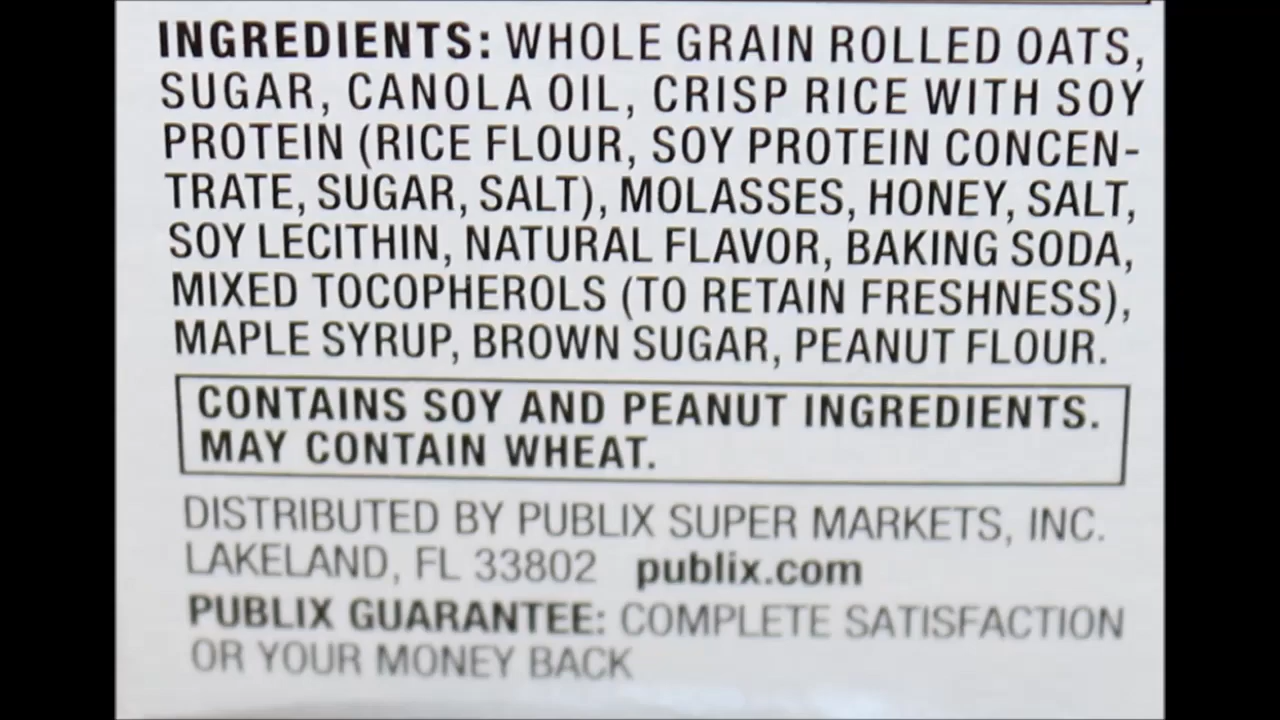 INGREDIENTS: WHOLE GRAIN ROLLED OATS,
SUGAR, CANOLA OIL, CRISP RICE WITH SOY
PROTEIN (RICE FLOUR, SOY PROTEIN CONCEN-
TRATE, SUGAR, SALT), MOLASSES, HONEY, SALT,
SOY LECITHIN, NATURAL FLAVOR, BAKING SODA,
MIXED TOCOPHEROLS (TO RETAIN FRESHNESS),
MAPLE SYRUP, BROWN SUGAR, PEANUT FLOUR.
CONTAINS SOY AND PEANUT INGREDIENTS.
MAY CONTAIN WHEAT.
DISTRIBUTED BY PUBLIX SUPER MARKETS, INC.
LAKELAND, FL 33802 publix.com
PUBLIX GUARANTEE: COMPLETE SATISFACTION
OR YOUR MONEY BACK